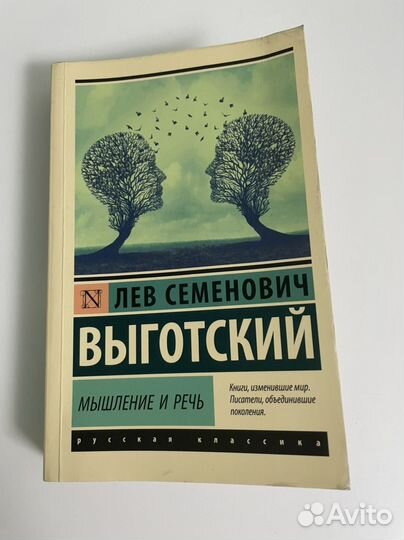 N
ЛЕВ СЕМЕНОВИЧ
ВЫГОТСКИЙ
МЫШЛЕНИЕ И РЕЧЬ
Книги, изменившие мир.
Писатели, объединившие
поколения.
русская классика
Avito